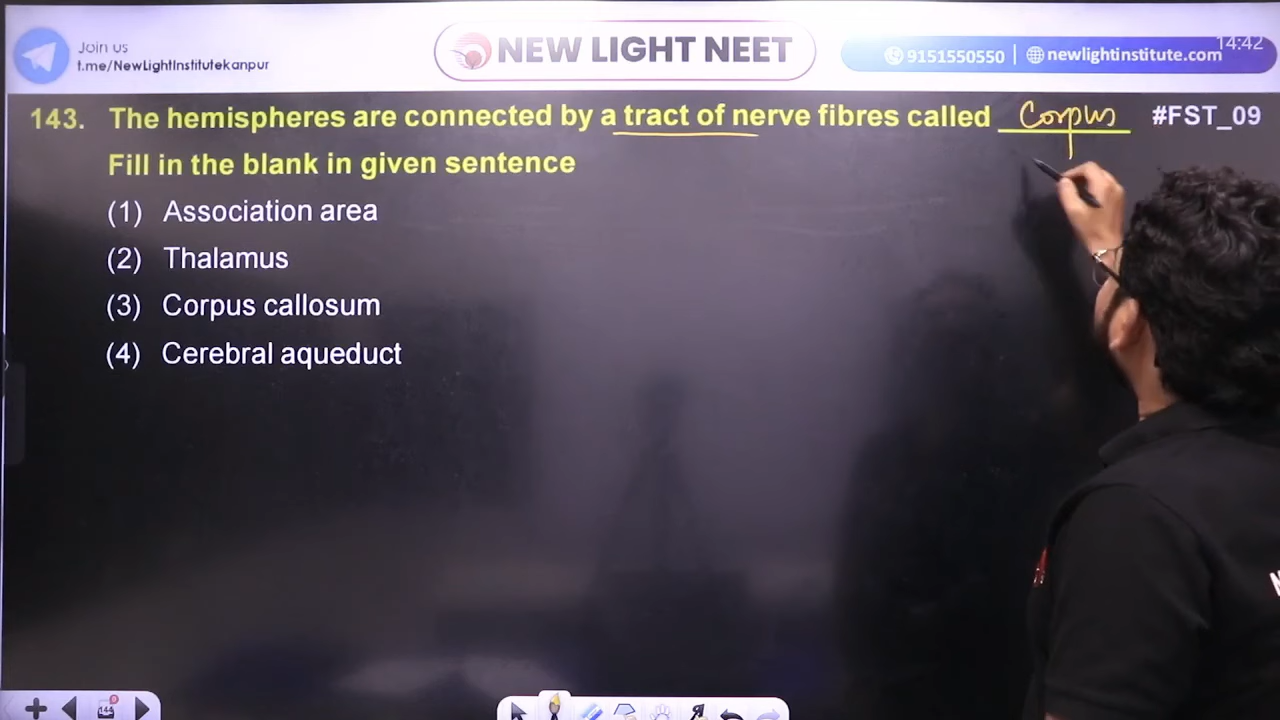 Join us
t.me/NewLightInstitutekanpur
NEW LIGHT NEET
9151550550 | newlightinstitute.com
14:42
143. The hemispheres are connected by a tract of nerve fibres called Corpus #FST_09
Fill in the blank in given sentence
(1) Association area
(2) Thalamus
(3) Corpus callosum
(4) Cerebral aqueduct